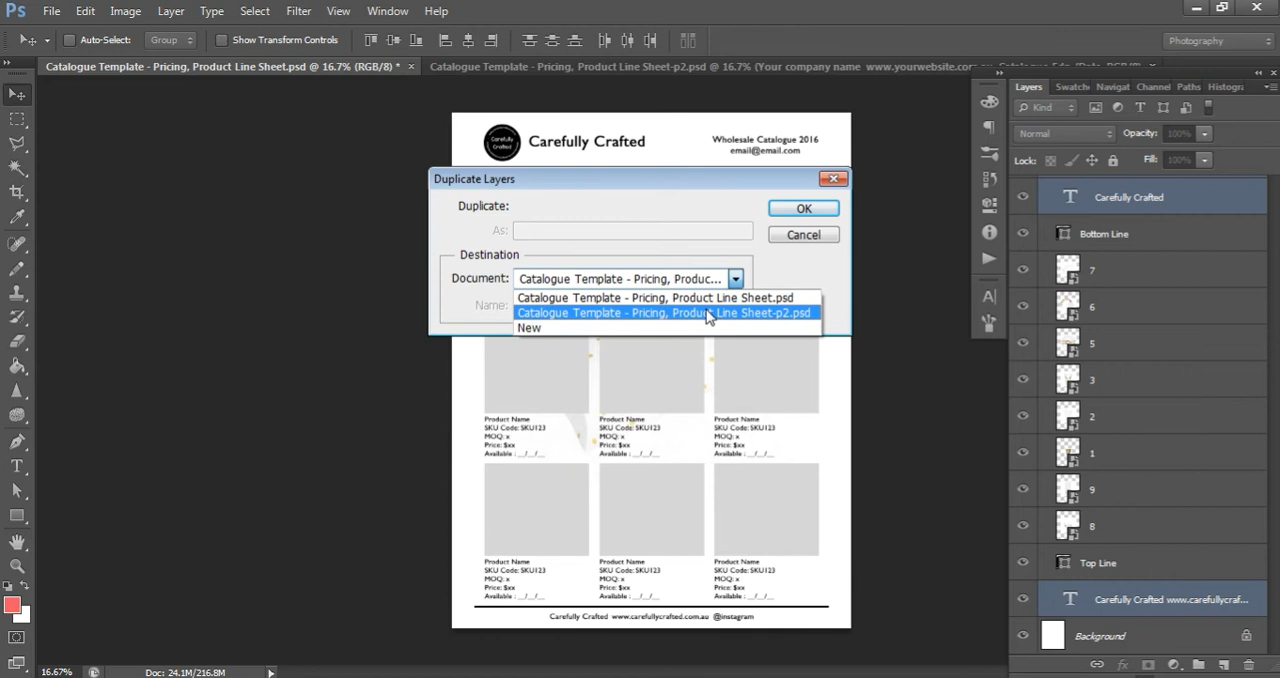 Ps File Edit Image Layer Type Select Filter View Window Help
Auto-Select: Group Show Transform Controls Photography
Catalogue Template - Pricing, Product Line Sheet.psd @ 16.7% (RGB/8) * × Catalogue Template - Pricing, Product Line Sheet-p2.psd @ 16.7% (Your company name www.yourwebsite.com
Layers Swatch Navigat Channel Paths Histogra
Kind
Normal Opacity: 100%
Lock: Fill: 100%
Carefully Crafted
Bottom Line
7
6
5
3
2
1
9
8
Top Line
Carefully Crafted www.carefullycraf...
Background
Carefully Crafted
Carefully Crafted
Wholesale Catalogue 2016
email@email.com
Duplicate Layers
Duplicate:
As:
OK
Cancel
Destination
Document: Catalogue Template - Pricing, Produc...
Name:
Catalogue Template - Pricing, Product Line Sheet.psd
Catalogue Template - Pricing, Product Line Sheet-p2.psd
New
Product Name Product Name Product Name
SKU Code: SKU123 SKU Code: SKU123 SKU Code: SKU123
MOQ: x MOQ: x MOQ: x
Price: $xx Price: $xx Price: $xx
Available : __/__/__ Available : __/__/__ Available : __/__/__
Product Name Product Name Product Name
SKU Code: SKU123 SKU Code: SKU123 SKU Code: SKU123
MOQ: x MOQ: x MOQ: x
Price: $xx Price: $xx Price: $xx
Available : __/__/__ Available : __/__/__ Available : __/__/__
Carefully Crafted www.carefullycrafted.com.au @instagram
16.67% Doc: 24.1M/216.8M